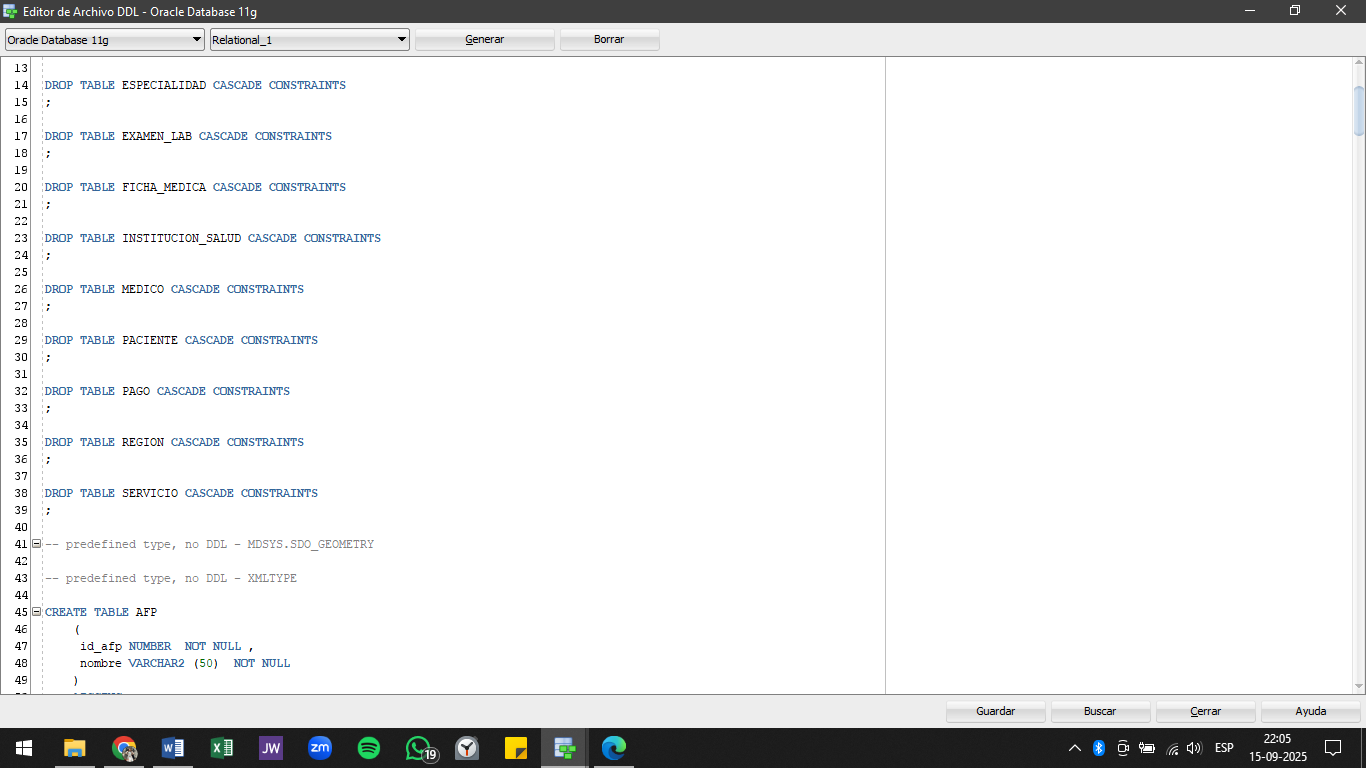 Editor de Archivo DDL - Oracle Database 11g
Oracle Database 11g
Relational_1
Generar
Borrar
13
14 DROP TABLE ESPECIALIDAD CASCADE CONSTRAINTS
15 ;
16
17 DROP TABLE EXAMEN_LAB CASCADE CONSTRAINTS
18 ;
19
20 DROP TABLE FICHA_MEDICA CASCADE CONSTRAINTS
21 ;
22
23 DROP TABLE INSTITUCION_SALUD CASCADE CONSTRAINTS
24 ;
25
26 DROP TABLE MEDICO CASCADE CONSTRAINTS
27 ;
28
29 DROP TABLE PACIENTE CASCADE CONSTRAINTS
30 ;
31
32 DROP TABLE PAGO CASCADE CONSTRAINTS
33 ;
34
35 DROP TABLE REGION CASCADE CONSTRAINTS
36 ;
37
38 DROP TABLE SERVICIO CASCADE CONSTRAINTS
39 ;
40
41 -- predefined type, no DDL - MDSYS.SDO_GEOMETRY
42
43 -- predefined type, no DDL - XMLTYPE
44
45 CREATE TABLE AFP
46 (
47 id_afp NUMBER NOT NULL ,
48 nombre VARCHAR2 (50) NOT NULL
49 )
Guardar
Buscar
Cerrar
Ayuda
JW
zm
19
ESP
22:05
15-09-2025